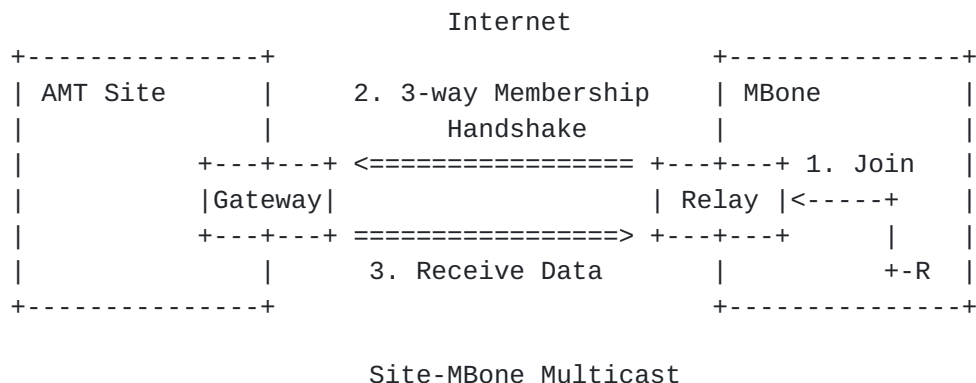 Internet
+---------------+                              +---------------+
| AMT Site      |     2. 3-way Membership    | MBone         |
|               |           Handshake        |               |
|           +---+---+ <================= +---+---+ 1. Join   |
|           |Gateway|                    | Relay |<-----+    |
|           +---+---+ =================> +---+---+      |    |
|               |      3. Receive Data       |          +-R  |
+---------------+                              +---------------+

                        Site-MBone Multicast